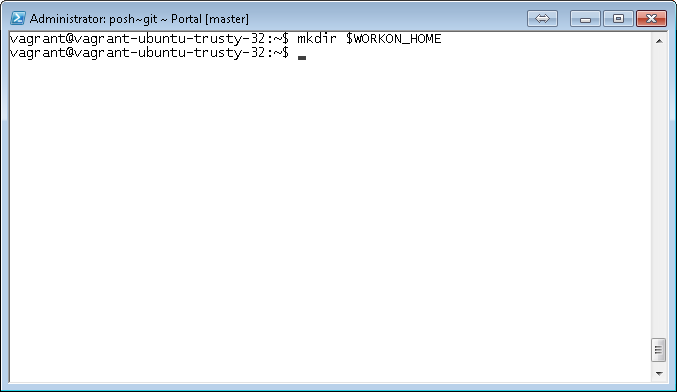 Administrator: posh~git ~ Portal [master]
vagrant@vagrant-ubuntu-trusty-32:~$ mkdir $WORKON_HOME
vagrant@vagrant-ubuntu-trusty-32:~$